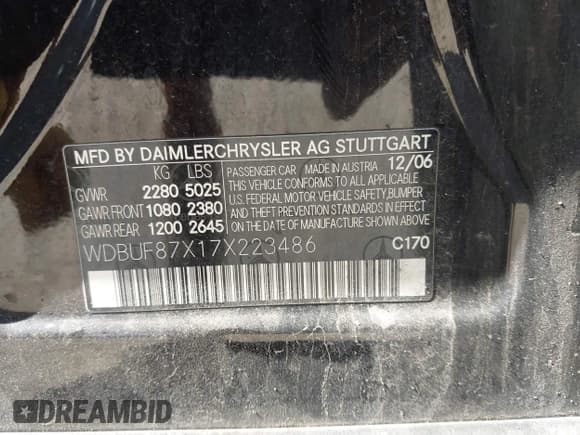 MFD BY DAIMLERCHRYSLER AG STUTTGART
KG LBS
GVWR 2280 5025
GAWR.FRONT 1080 2380
GAWR.REAR 1200 2645
PASSENGER CAR MADE IN AUSTRIA 12/06
THIS VEHICLE CONFORMS TO ALL APPLICABLE
U.S. FEDERAL MOTOR VEHICLE SAFETY,BUMPER
AND THEFT PREVENTION STANDARDS IN EFFECT
ON THE DATE OF MANUFACTURE SHOWN ABOVE
WDBUF87X17X223486
C170
DREAMBID